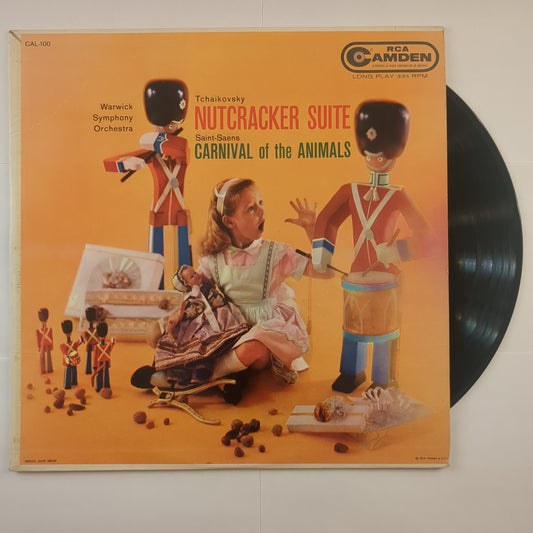 CAL-100
RCA
CAMDEN
LONG PLAY 33⅓ RPM
Warwick
Symphony
Orchestra
Tchaikovsky
NUTCRACKER SUITE
Saint-Saëns
CARNIVAL of the ANIMALS